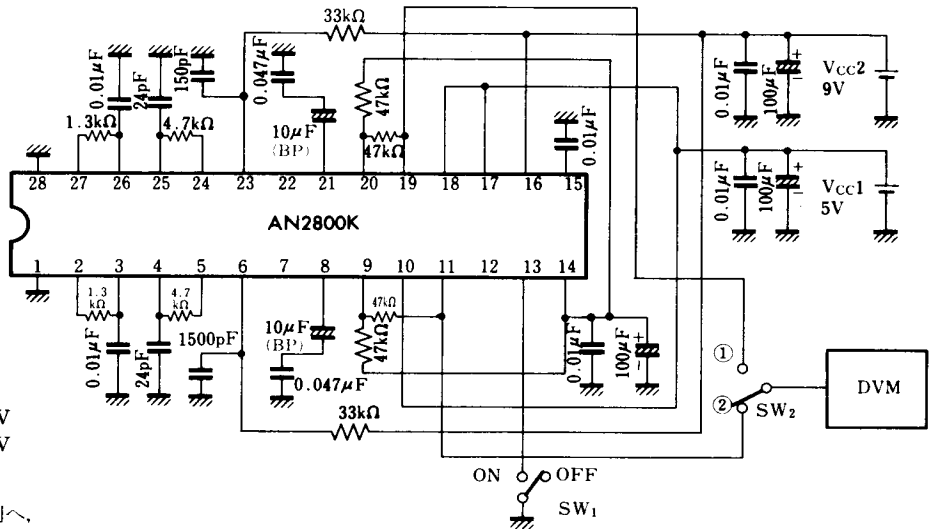 33kΩ
0.01μF
24pF
150pF
0.047μF
10μF
(BP)
47kΩ
47kΩ
0.01μF
1.3kΩ
4.7kΩ
0.01μF
100μF
+
−
Vcc2
9V
0.01μF
100μF
+
−
Vcc1
5V
28 27 26 25 24 23 22 21 20 19 18 17 16 15
AN2800K
1 2 3 4 5 6 7 8 9 10 11 12 13 14
1.3
kΩ
4.7
kΩ
0.01μF
24pF
1500pF
10μF
(BP)
0.047μF
47kΩ
47kΩ
0.01μF
100μF
+
33kΩ
①
②
SW2
DVM
ON OFF
SW1
V
V
へ,